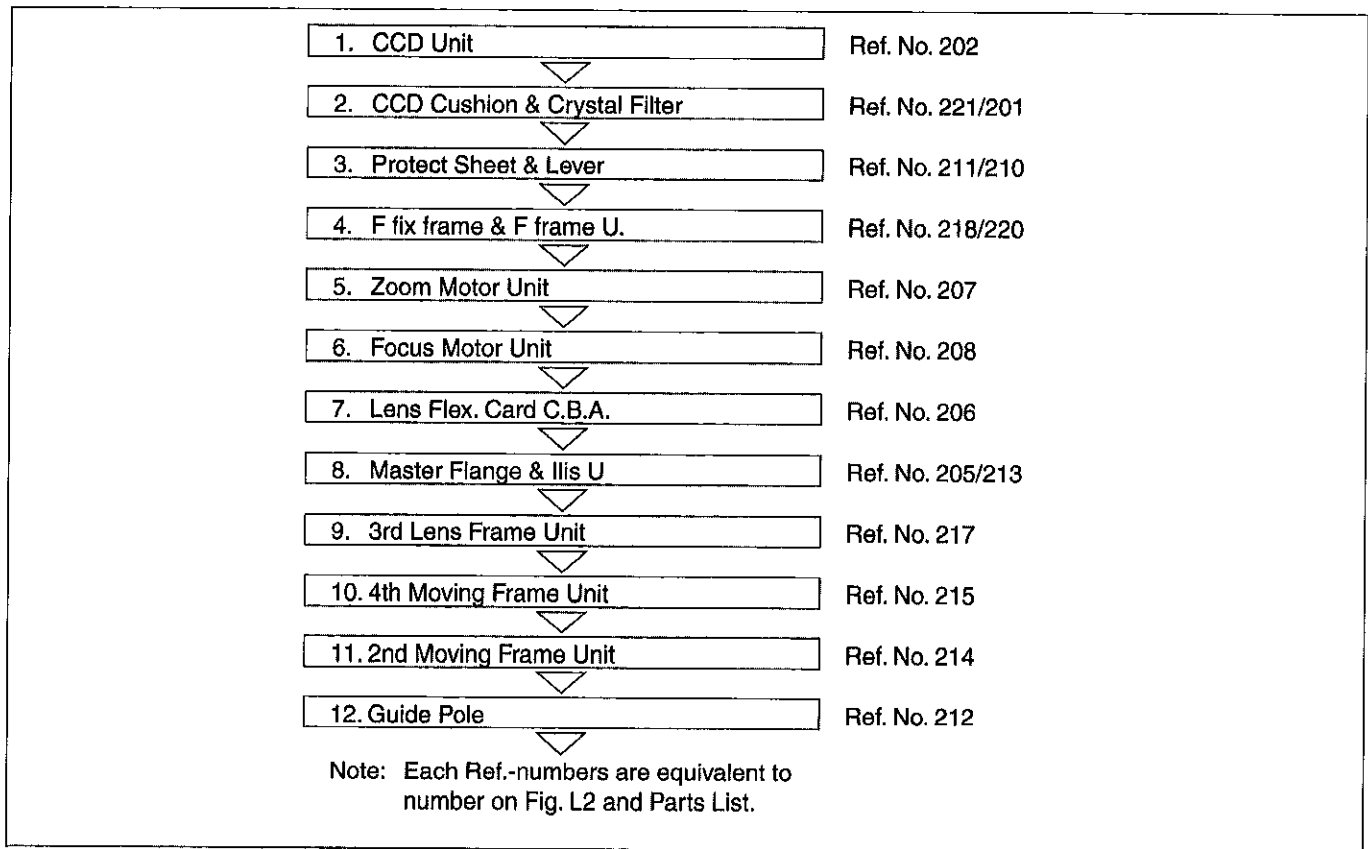 1. CCD Unit Ref. No. 202
2. CCD Cushion & Crystal Filter Ref. No. 221/201
3. Protect Sheet & Lever Ref. No. 211/210
4. F fix frame & F frame U. Ref. No. 218/220
5. Zoom Motor Unit Ref. No. 207
6. Focus Motor Unit Ref. No. 208
7. Lens Flex. Card C.B.A. Ref. No. 206
8. Master Flange & Ilis U Ref. No. 205/213
9. 3rd Lens Frame Unit Ref. No. 217
10. 4th Moving Frame Unit Ref. No. 215
11. 2nd Moving Frame Unit Ref. No. 214
12. Guide Pole Ref. No. 212
Note: Each Ref.-numbers are equivalent to
number on Fig. L2 and Parts List.